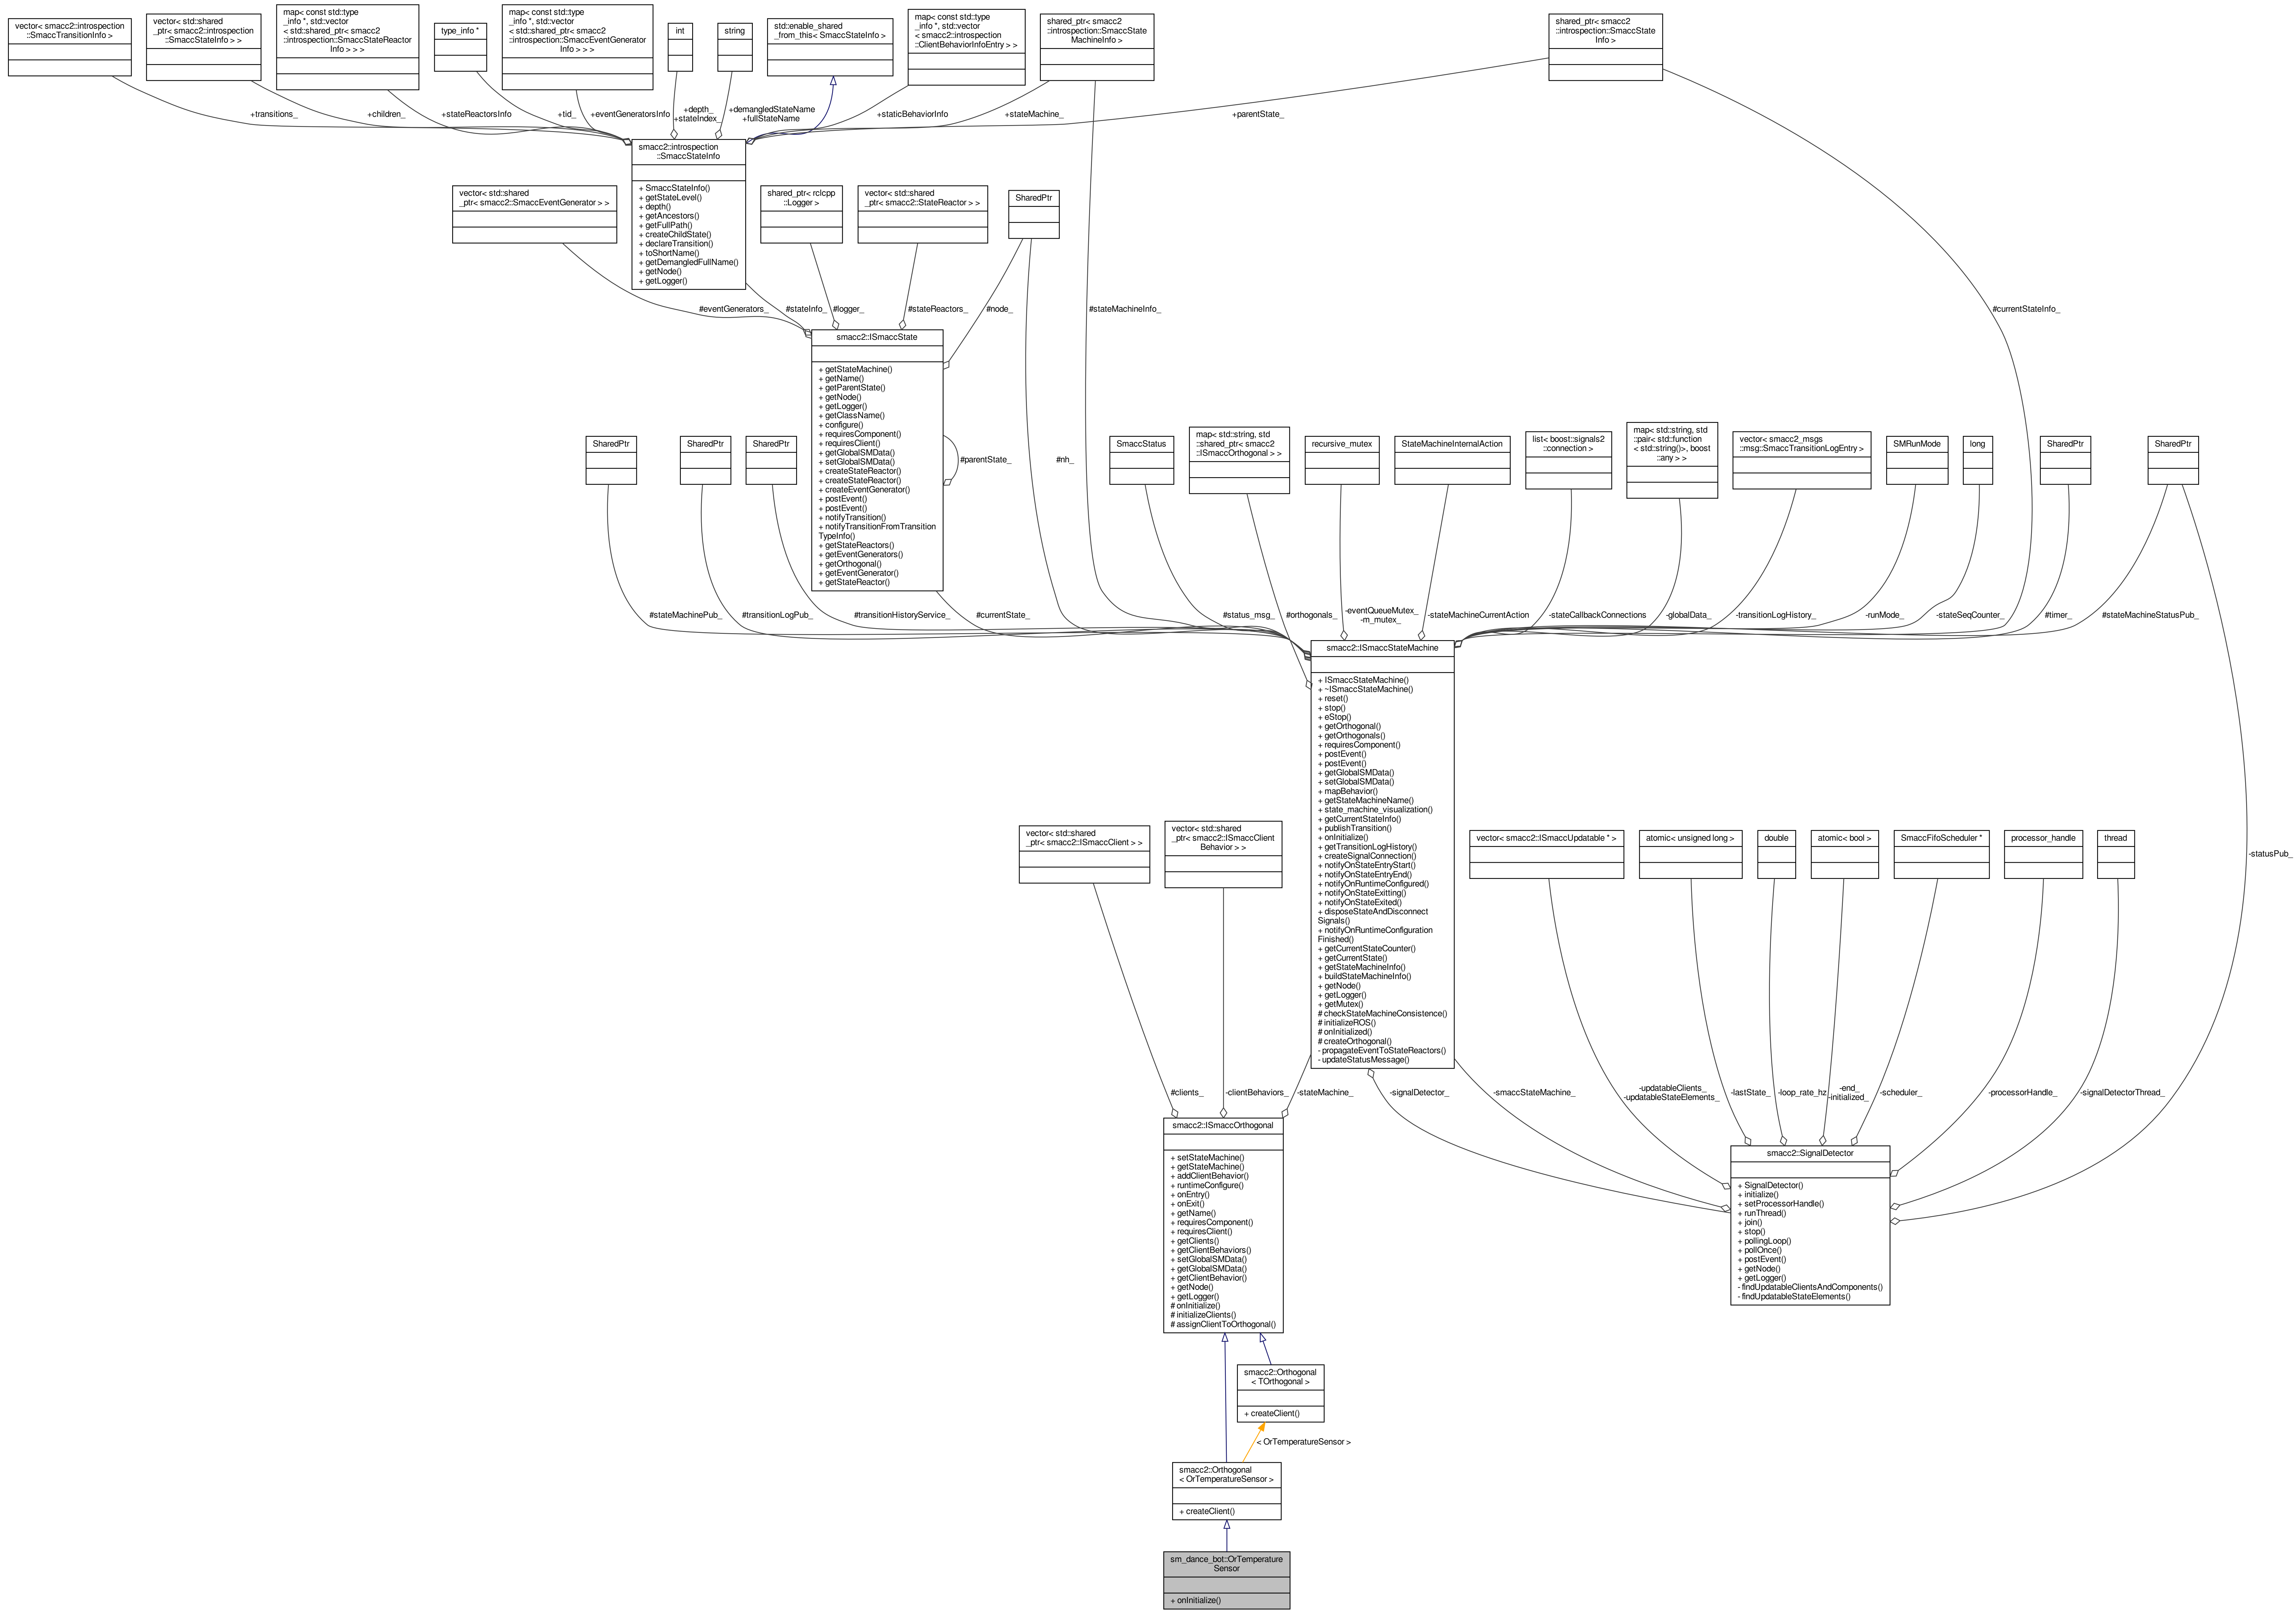 vector< smacc2::introspection
::SmaccTransitionInfo >
vector< std::shared
_ptr< smacc2::introspection
::SmaccStateInfo > >
map< const std::type
_info *, std::vector
< std::shared_ptr< smacc2
::introspection::SmaccStateReactor
Info > > >
type_info *
map< const std::type
_info *, std::vector
< std::shared_ptr< smacc2
::introspection::SmaccEventGenerator
Info > > >
int
string
std::enable_shared
_from_this< SmaccStateInfo >
map< const std::type
_info *, std::vector
< smacc2::introspection
::ClientBehaviorInfoEntry > >
shared_ptr< smacc2
::introspection::SmaccState
MachineInfo >
shared_ptr< smacc2
::introspection::SmaccState
Info >
+transitions_
+children_
+stateReactorsInfo
+tid_
+eventGeneratorsInfo
+depth_
+stateIndex_
+demangledStateName
+fullStateName
+staticBehaviorInfo
+stateMachine_
+parentState_
smacc2::introspection
::SmaccStateInfo
+ SmaccStateInfo()
+ getStateLevel()
+ depth()
+ getAncestors()
+ getFullPath()
+ createChildState()
+ declareTransition()
+ toShortName()
+ getDemangledFullName()
+ getNode()
+ getLogger()
vector< std::shared
_ptr< smacc2::SmaccEventGenerator > >
shared_ptr< rclcpp
::Logger >
vector< std::shared
_ptr< smacc2::StateReactor > >
SharedPtr
#eventGenerators_
#stateInfo_
#logger_
#stateReactors_
#node_
#stateMachineInfo_
#currentStateInfo_
smacc2::ISmaccState
+ getStateMachine()
+ getName()
+ getParentState()
+ getNode()
+ getLogger()
+ getClassName()
+ configure()
+ requiresComponent()
+ requiresClient()
+ getGlobalSMData()
+ setGlobalSMData()
+ createStateReactor()
+ createStateReactor()
+ createEventGenerator()
+ postEvent()
+ postEvent()
+ notifyTransition()
+ notifyTransitionFromTransition
TypeInfo()
+ getStateReactors()
+ getEventGenerators()
+ getOrthogonal()
+ getEventGenerator()
+ getStateReactor()
#parentState_
#nh_
SharedPtr
SharedPtr
SharedPtr
SmaccStatus
map< std::string, std
::shared_ptr< smacc2
::ISmaccOrthogonal > >
recursive_mutex
StateMachineInternalAction
list< boost::signals2
::connection >
map< std::string, std
::pair< std::function
< std::string()>, boost
::any > >
vector< smacc2_msgs
::msg::SmaccTransitionLogEntry >
SMRunMode
long
SharedPtr
SharedPtr
#stateMachinePub_
#transitionLogPub_
#transitionHistoryService_
#currentState_
#status_msg_
#orthogonals_
-eventQueueMutex_
-m_mutex_
-stateMachineCurrentAction
-stateCallbackConnections
-globalData_
-transitionLogHistory_
-runMode_
-stateSeqCounter_
#timer_
#stateMachineStatusPub_
smacc2::ISmaccStateMachine
+ ISmaccStateMachine()
+ ~ISmaccStateMachine()
+ reset()
+ stop()
+ eStop()
+ getOrthogonal()
+ getOrthogonals()
+ requiresComponent()
+ postEvent()
+ postEvent()
+ getGlobalSMData()
+ setGlobalSMData()
+ mapBehavior()
+ getStateMachineName()
+ state_machine_visualization()
+ getCurrentStateInfo()
+ publishTransition()
+ onInitialize()
+ getTransitionLogHistory()
+ createSignalConnection()
+ notifyOnStateEntryStart()
+ notifyOnStateEntryEnd()
+ notifyOnRuntimeConfigured()
+ notifyOnStateExitting()
+ notifyOnStateExited()
+ disposeStateAndDisconnect
Signals()
+ notifyOnRuntimeConfiguration
Finished()
+ getCurrentStateCounter()
+ getCurrentState()
+ getStateMachineInfo()
+ buildStateMachineInfo()
+ getNode()
+ getLogger()
+ getMutex()
# checkStateMachineConsistence()
# initializeROS()
# onInitialized()
# createOrthogonal()
- propagateEventToStateReactors()
- updateStatusMessage()
vector< std::shared
_ptr< smacc2::ISmaccClient > >
vector< std::shared
_ptr< smacc2::ISmaccClient
Behavior > >
vector< smacc2::ISmaccUpdatable * >
atomic< unsigned long >
double
atomic< bool >
SmaccFifoScheduler *
processor_handle
thread
-statusPub_
#clients_
-clientBehaviors_
-stateMachine_
-signalDetector_
-smaccStateMachine_
-updatableClients_
-updatableStateElements_
-lastState_
-loop_rate_hz
-end_
-initialized_
-scheduler_
-processorHandle_
-signalDetectorThread_
smacc2::ISmaccOrthogonal
+ setStateMachine()
+ getStateMachine()
+ addClientBehavior()
+ runtimeConfigure()
+ onEntry()
+ onExit()
+ getName()
+ requiresComponent()
+ requiresClient()
+ getClients()
+ getClientBehaviors()
+ setGlobalSMData()
+ getGlobalSMData()
+ getClientBehavior()
+ getNode()
+ getLogger()
# onInitialize()
# initializeClients()
# assignClientToOrthogonal()
smacc2::SignalDetector
+ SignalDetector()
+ initialize()
+ setProcessorHandle()
+ runThread()
+ join()
+ stop()
+ pollingLoop()
+ pollOnce()
+ postEvent()
+ getNode()
+ getLogger()
- findUpdatableClientsAndComponents()
- findUpdatableStateElements()
smacc2::Orthogonal
< TOrthogonal >
+ createClient()
< OrTemperatureSensor >
smacc2::Orthogonal
< OrTemperatureSensor >
+ createClient()
sm_dance_bot::OrTemperature
Sensor
+ onInitialize()